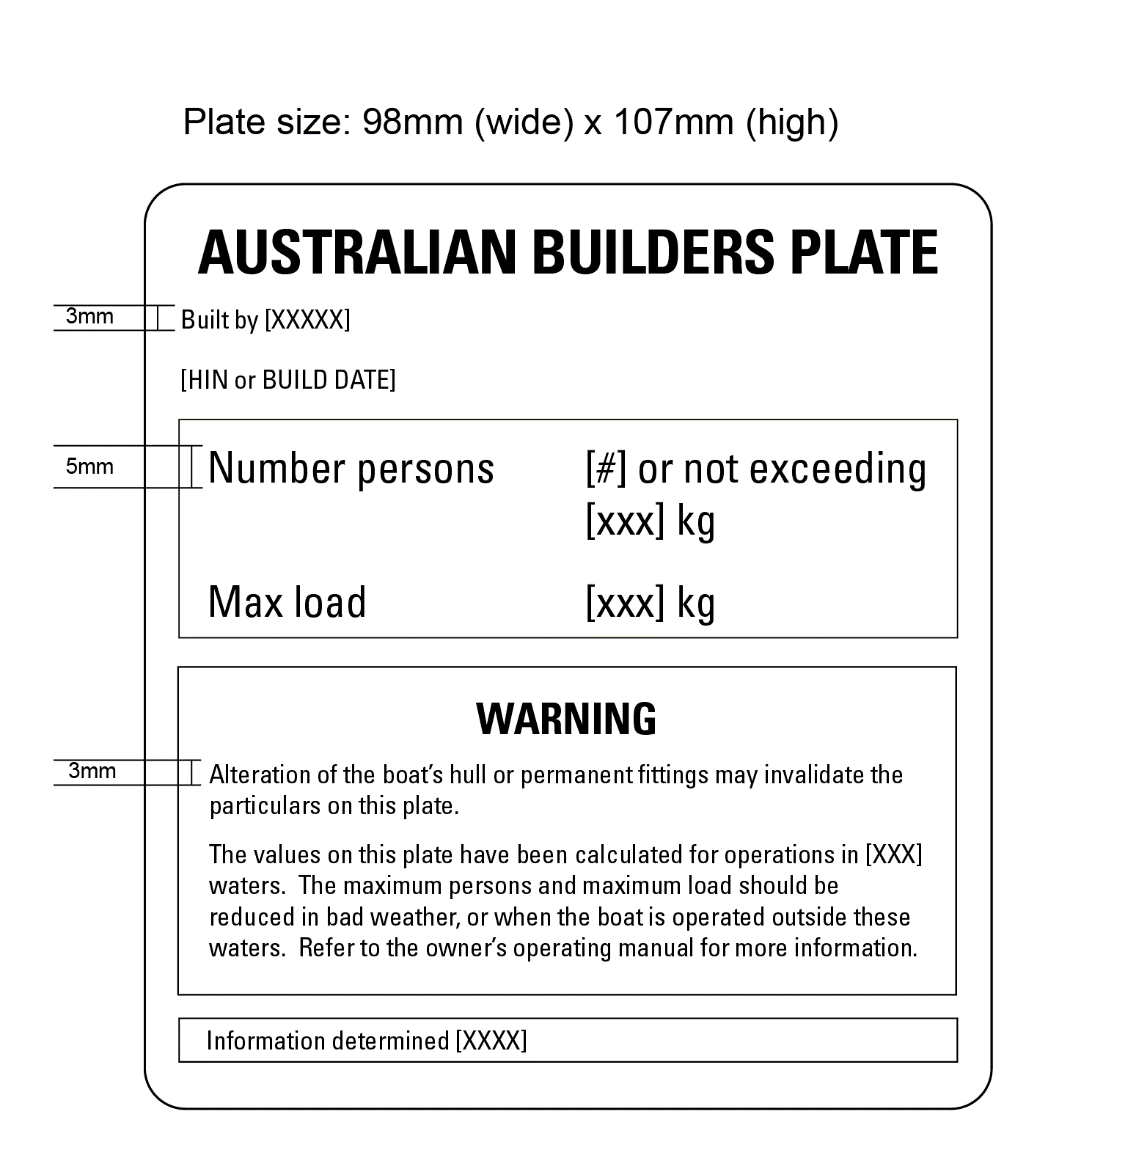 Plate size: 98mm (wide) x 107mm (high)
AUSTRALIAN BUILDERS PLATE
3mm
Built by [XXXXX]
[HIN or BUILD DATE]
5mm
Number persons [#] or not exceeding
[xxx] kg
Max load [xxx] kg
WARNING
3mm
Alteration of the boat’s hull or permanent fittings may invalidate the
particulars on this plate.
The values on this plate have been calculated for operations in [XXX]
waters.  The maximum persons and maximum load should be
reduced in bad weather, or when the boat is operated outside these
waters.  Refer to the owner’s operating manual for more information.
Information determined [XXXX]